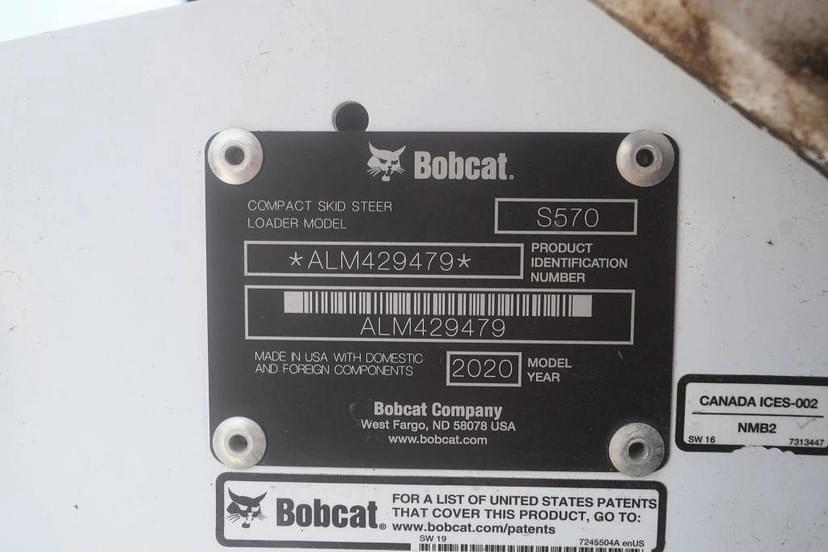 Bobcat.
COMPACT SKID STEER
LOADER MODEL
S570
*ALM429479*
PRODUCT
IDENTIFICATION
NUMBER
ALM429479
MADE IN USA WITH DOMESTIC
AND FOREIGN COMPONENTS
2020
MODEL
YEAR
Bobcat Company
West Fargo, ND 58078 USA
www.bobcat.com
CANADA ICES-002
NMB2
SW 16
7313447
Bobcat®
FOR A LIST OF UNITED STATES PATENTS
THAT COVER THIS PRODUCT, GO TO:
www.bobcat.com/patents
SW 19
7245504A enUS